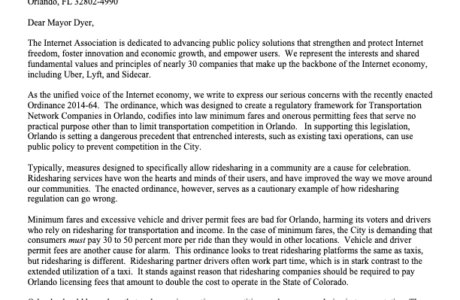 Orlando, FL 32802-4990
Dear Mayor Dyer,
The Internet Association is dedicated to advancing public policy solutions that strengthen and protect Internet
freedom, foster innovation and economic growth, and empower users. We represent the interests and shared
fundamental values and principles of nearly 30 companies that make up the backbone of the Internet economy,
including Uber, Lyft, and Sidecar.
As the unified voice of the Internet economy, we write to express our serious concerns with the recently enacted
Ordinance 2014-64. The ordinance, which was designed to create a regulatory framework for Transportation
Network Companies in Orlando, codifies into law minimum fares and onerous permitting fees that serve no
practical purpose other than to limit transportation competition in Orlando. In supporting this legislation,
Orlando is setting a dangerous precedent that entrenched interests, such as existing taxi operations, can use
public policy to prevent competition in the City.
Typically, measures designed to specifically allow ridesharing in a community are a cause for celebration.
Ridesharing services have won the hearts and minds of their users, and have improved the way we move around
our communities. The enacted ordinance, however, serves as a cautionary example of how ridesharing
regulation can go wrong.
Minimum fares and excessive vehicle and driver permit fees are bad for Orlando, harming its voters and drivers
who rely on ridesharing for transportation and income. In the case of minimum fares, the City is demanding that
consumers must pay 30 to 50 percent more per ride than they would in other locations. Vehicle and driver
permit fees are another cause for alarm. This ordinance looks to treat ridesharing platforms the same as taxis,
but ridesharing is different. Ridesharing partner drivers often work part time, which is in stark contrast to the
extended utilization of a taxi. It stands against reason that ridesharing companies should be required to pay
Orlando licensing fees that amount to double the cost to operate in the State of Colorado.